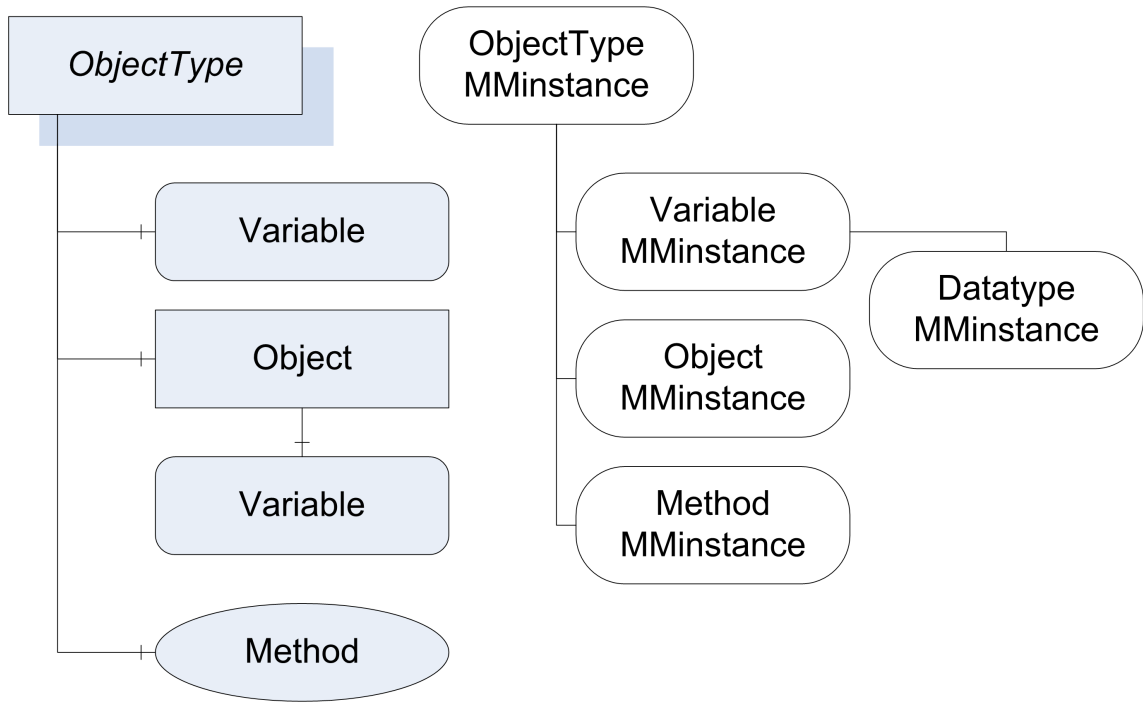 ObjectType
Variable
Object
Variable
Method
ObjectType
MMinstance
Variable
MMinstance
Datatype
MMinstance
Object
MMinstance
Method
MMinstance